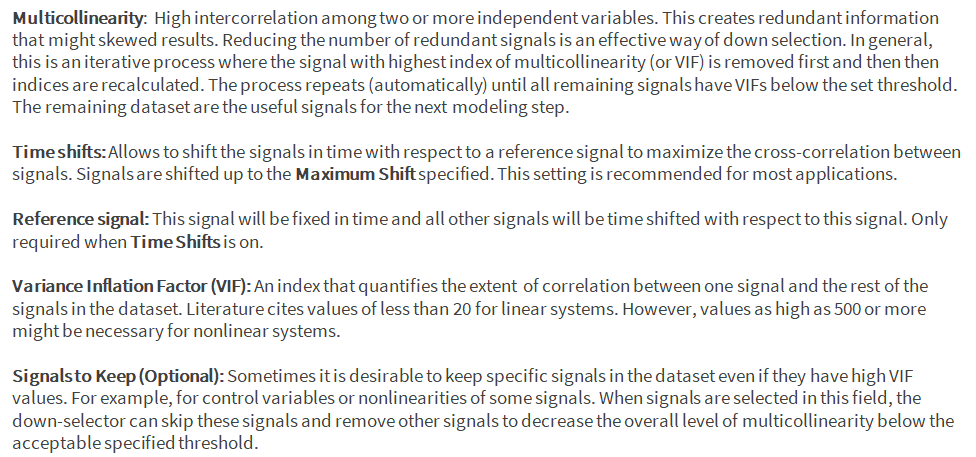 Multicollinearity: High intercorrelation among two or more independent variables. This creates redundant information
that might skewed results. Reducing the number of redundant signals is an effective way of down selection. In general,
this is an iterative process where the signal with highest index of multicollinearity (or VIF) is removed first and then then
indices are recalculated. The process repeats (automatically) until all remaining signals have VIFs below the set threshold.
The remaining dataset are the useful signals for the next modeling step.
Time shifts: Allows to shift the signals in time with respect to a reference signal to maximize the cross-correlation between
signals. Signals are shifted up to the Maximum Shift specified. This setting is recommended for most applications.
Reference signal: This signal will be fixed in time and all other signals will be time shifted with respect to this signal. Only
required when Time Shifts is on.
Variance Inflation Factor (VIF): An index that quantifies the extent of correlation between one signal and the rest of the
signals in the dataset. Literature cites values of less than 20 for linear systems. However, values as high as 500 or more
might be necessary for nonlinear systems.
Signals to Keep (Optional): Sometimes it is desirable to keep specific signals in the dataset even if they have high VIF
values. For example, for control variables or nonlinearities of some signals. When signals are selected in this field, the
down-selector can skip these signals and remove other signals to decrease the overall level of multicollinearity below the
acceptable specified threshold.